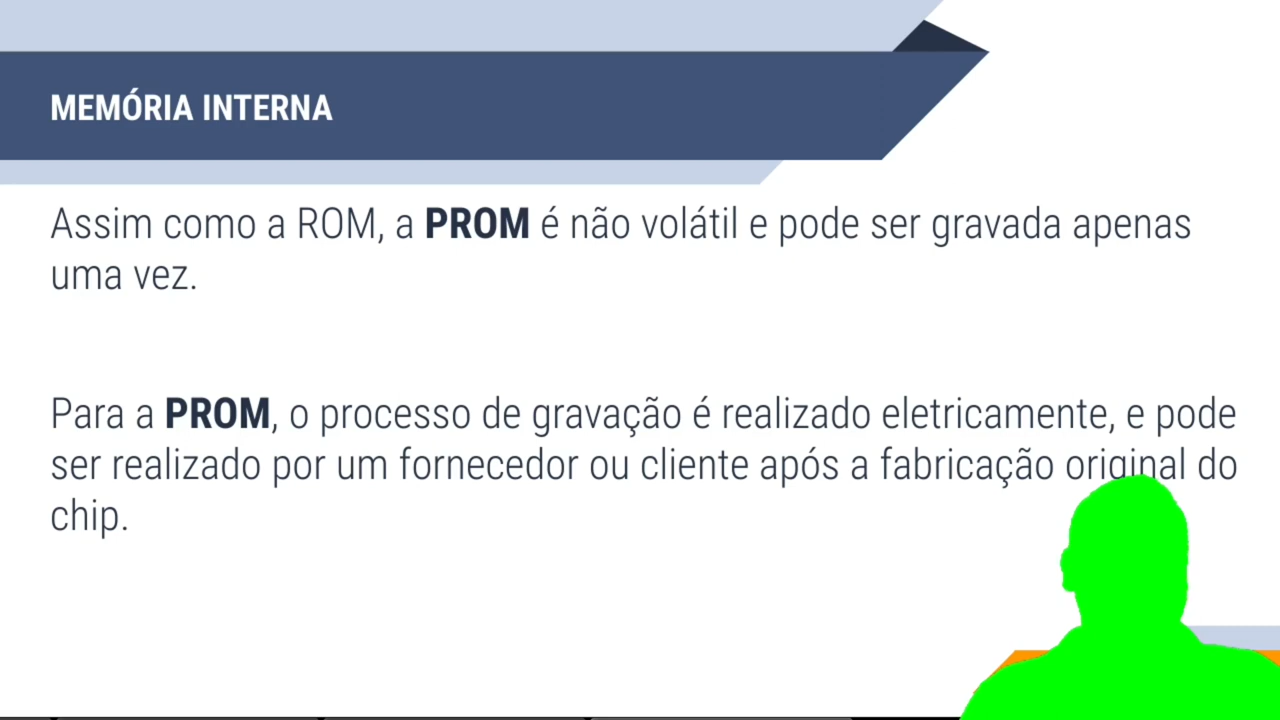 MEMÓRIA INTERNA
Assim como a ROM, a PROM é não volátil e pode ser gravada apenas
uma vez.
Para a PROM, o processo de gravação é realizado eletricamente, e pode
ser realizado por um fornecedor ou cliente após a fabricação original do
chip.